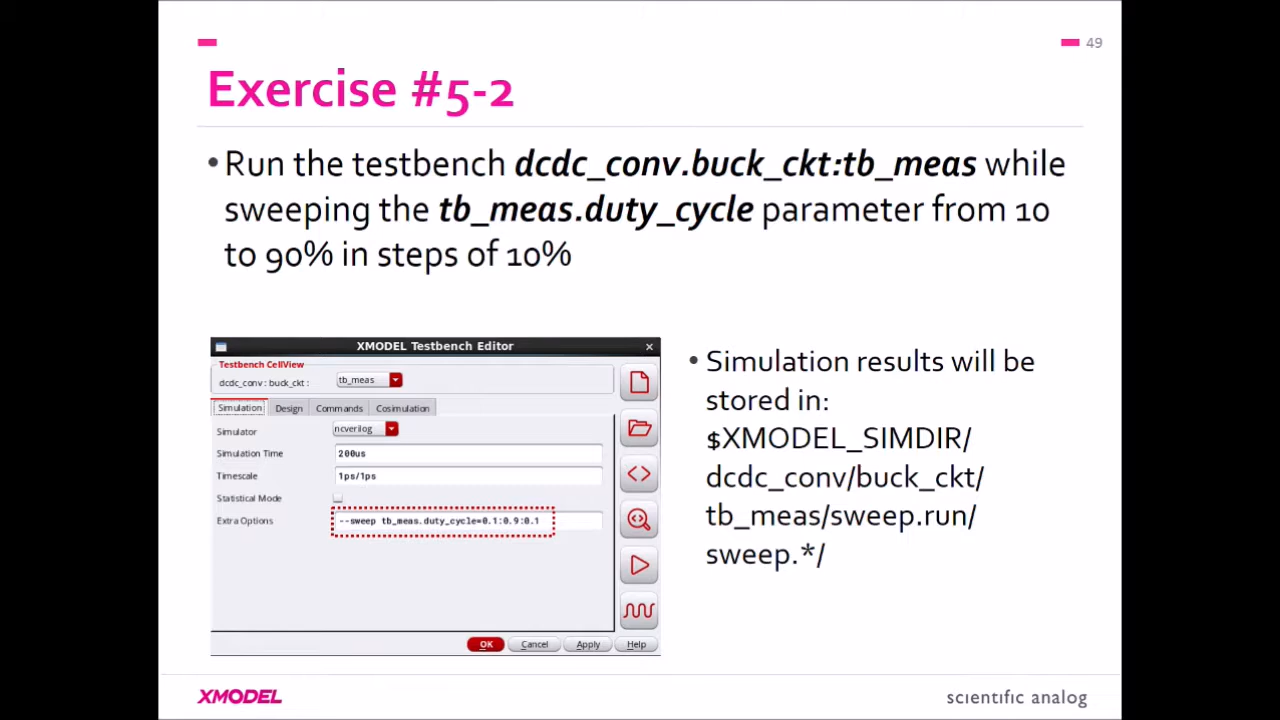 49
Exercise #5-2
• Run the testbench dcdc_conv.buck_ckt:tb_meas while
sweeping the tb_meas.duty_cycle parameter from 10
to 90% in steps of 10%
XMODEL Testbench Editor
Testbench CellView
dcdc_conv : buck_ckt : tb_meas
Simulation Design Commands Cosimulation
Simulator ncverilog
Simulation Time 200us
Timescale 1ps/1ps
Statistical Mode
Extra Options --sweep tb_meas.duty_cycle=0.1:0.9:0.1
OK Cancel Apply Help
• Simulation results will be
stored in:
$XMODEL_SIMDIR/
dcdc_conv/buck_ckt/
tb_meas/sweep.run/
sweep.*/
XMODEL
scientific analog